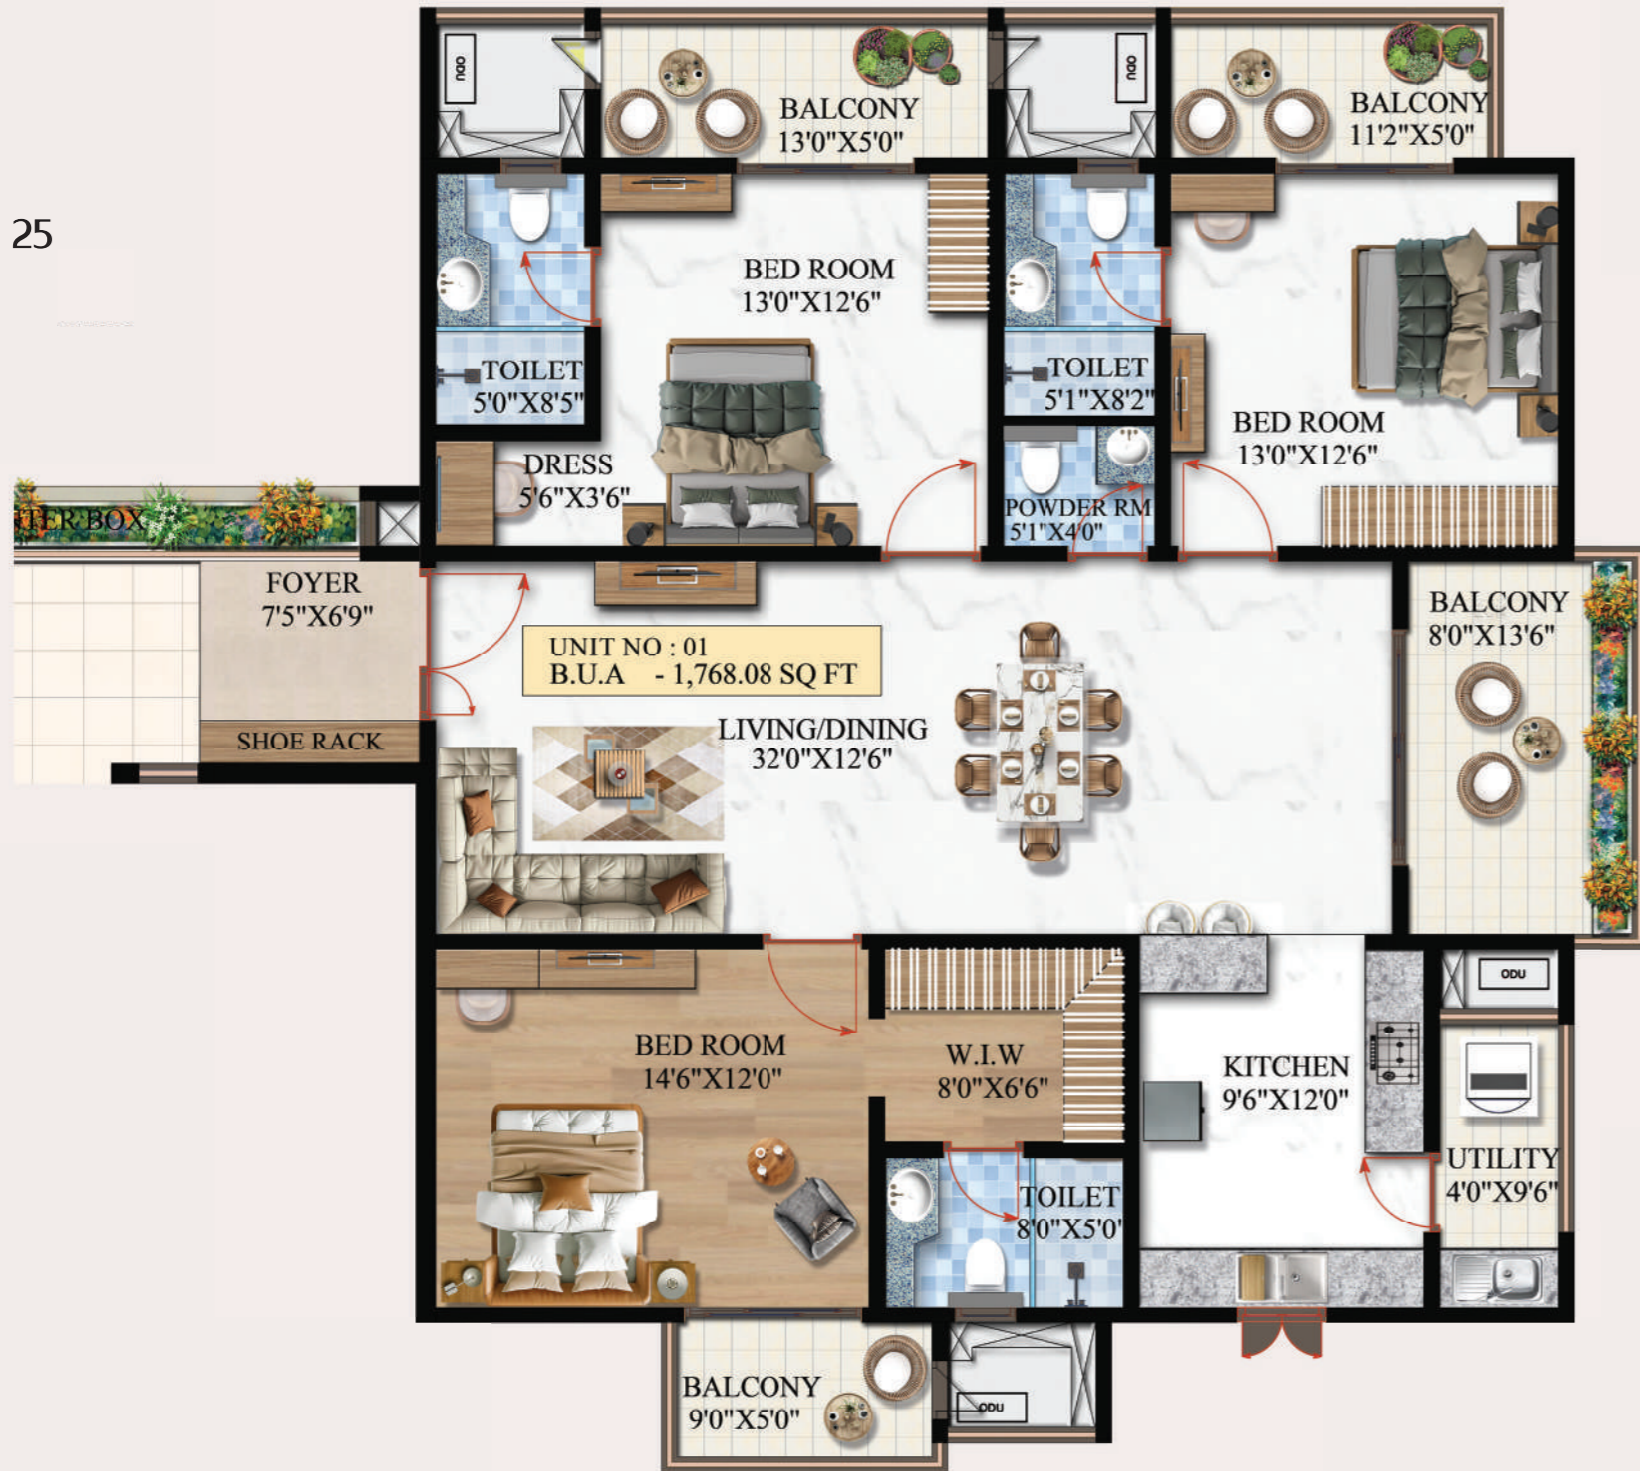 ODU
BALCONY
13'0"X5'0"
ODU
BALCONY
11'2"X5'0"
25
BED ROOM
13'0"X12'6"
TOILET
5'0"X8'5"
TOILET
5'1"X8'2"
BED ROOM
13'0"X12'6"
DRESS
5'6"X3'6"
POWDER RM
5'1"X4'0"
TER BOX
FOYER
7'5"X6'9"
SHOE RACK
UNIT NO : 01
B.U.A - 1,768.08 SQ FT
LIVING/DINING
32'0"X12'6"
BALCONY
8'0"X13'6"
BED ROOM
14'6"X12'0"
W.I.W
8'0"X6'6"
KITCHEN
9'6"X12'0"
ODU
UTILITY
4'0"X9'6"
TOILET
8'0"X5'0'
BALCONY
9'0"X5'0"
ODU